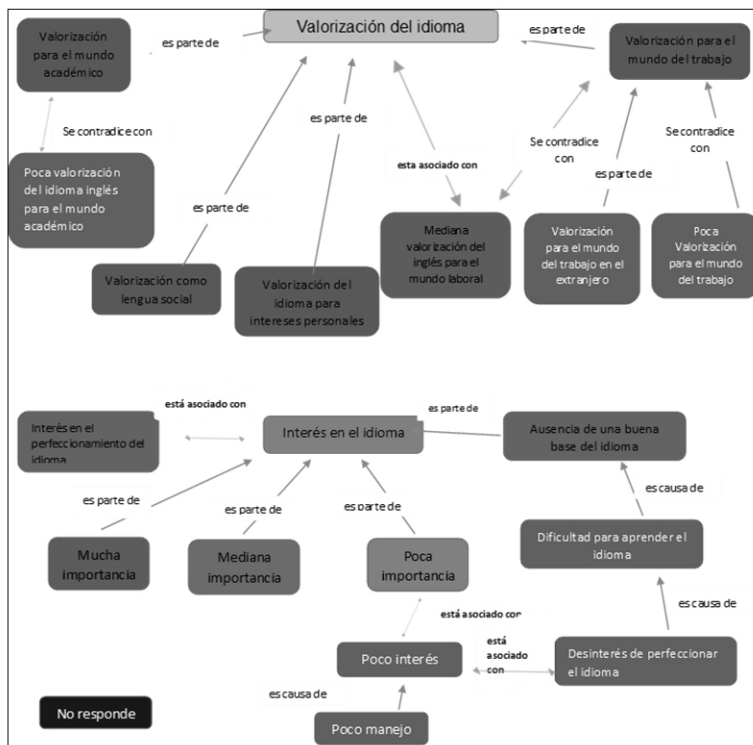 Valorización del idioma
Valorización
para el mundo
académico
es parte de
es parte de
Valorización para el
mundo del trabajo
es parte de
Se contradice con
Se contradice
con
Se contradice
con
esta asociado con
es parte de
es parte de
Poca valorización
del idioma inglés
para el mundo
académico
Valorización como
lengua social
Valorización del
idioma para
intereses personales
Mediana
valorización del
inglés para el
mundo laboral
Valorización
para el mundo
del trabajo en el
extranjero
Poca
Valorización
para el mundo
del trabajo
Interés en el
perfeccionamiento del
idioma
está asociado con
Interés en el idioma
es parte de
Ausencia de una buena
base del idioma
es parte de
es parte de
es parte de
es causa de
Mucha
importancia
Mediana
importancia
Poca
importancia
Dificultad para aprender el
idioma
es causa de
está asociado con
Poco interés
está
asociado
con
Desinterés de perfeccionar
el idioma
es causa de
Poco manejo
No responde